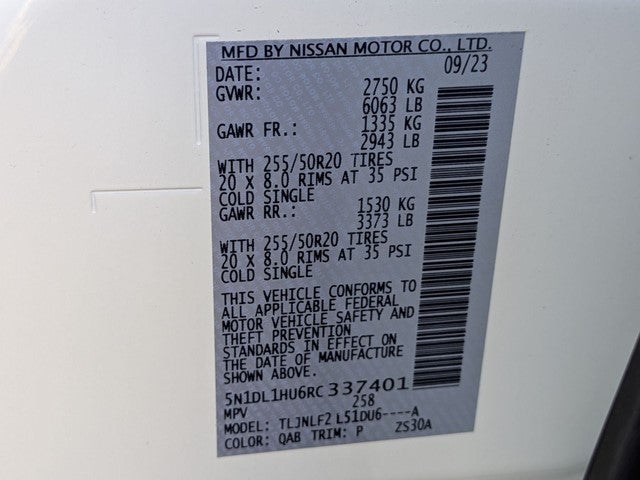 MFD BY NISSAN MOTOR CO., LTD.
DATE: 09/23
GVWR: 2750 KG
6063 LB
GAWR FR.: 1335 KG
2943 LB
WITH 255/50R20 TIRES
20 X 8.0 RIMS AT 35 PSI
COLD SINGLE
GAWR RR.: 1530 KG
3373 LB
WITH 255/50R20 TIRES
20 X 8.0 RIMS AT 35 PSI
COLD SINGLE
THIS VEHICLE CONFORMS TO
ALL APPLICABLE FEDERAL
MOTOR VEHICLE SAFETY AND
THEFT PREVENTION
STANDARDS IN EFFECT ON
THE DATE OF MANUFACTURE
SHOWN ABOVE.
5N1DL1HU6RC 337401
MPV 258
MODEL: TLJNLF2 L51DU6----A
COLOR: QAB TRIM: P ZS30A